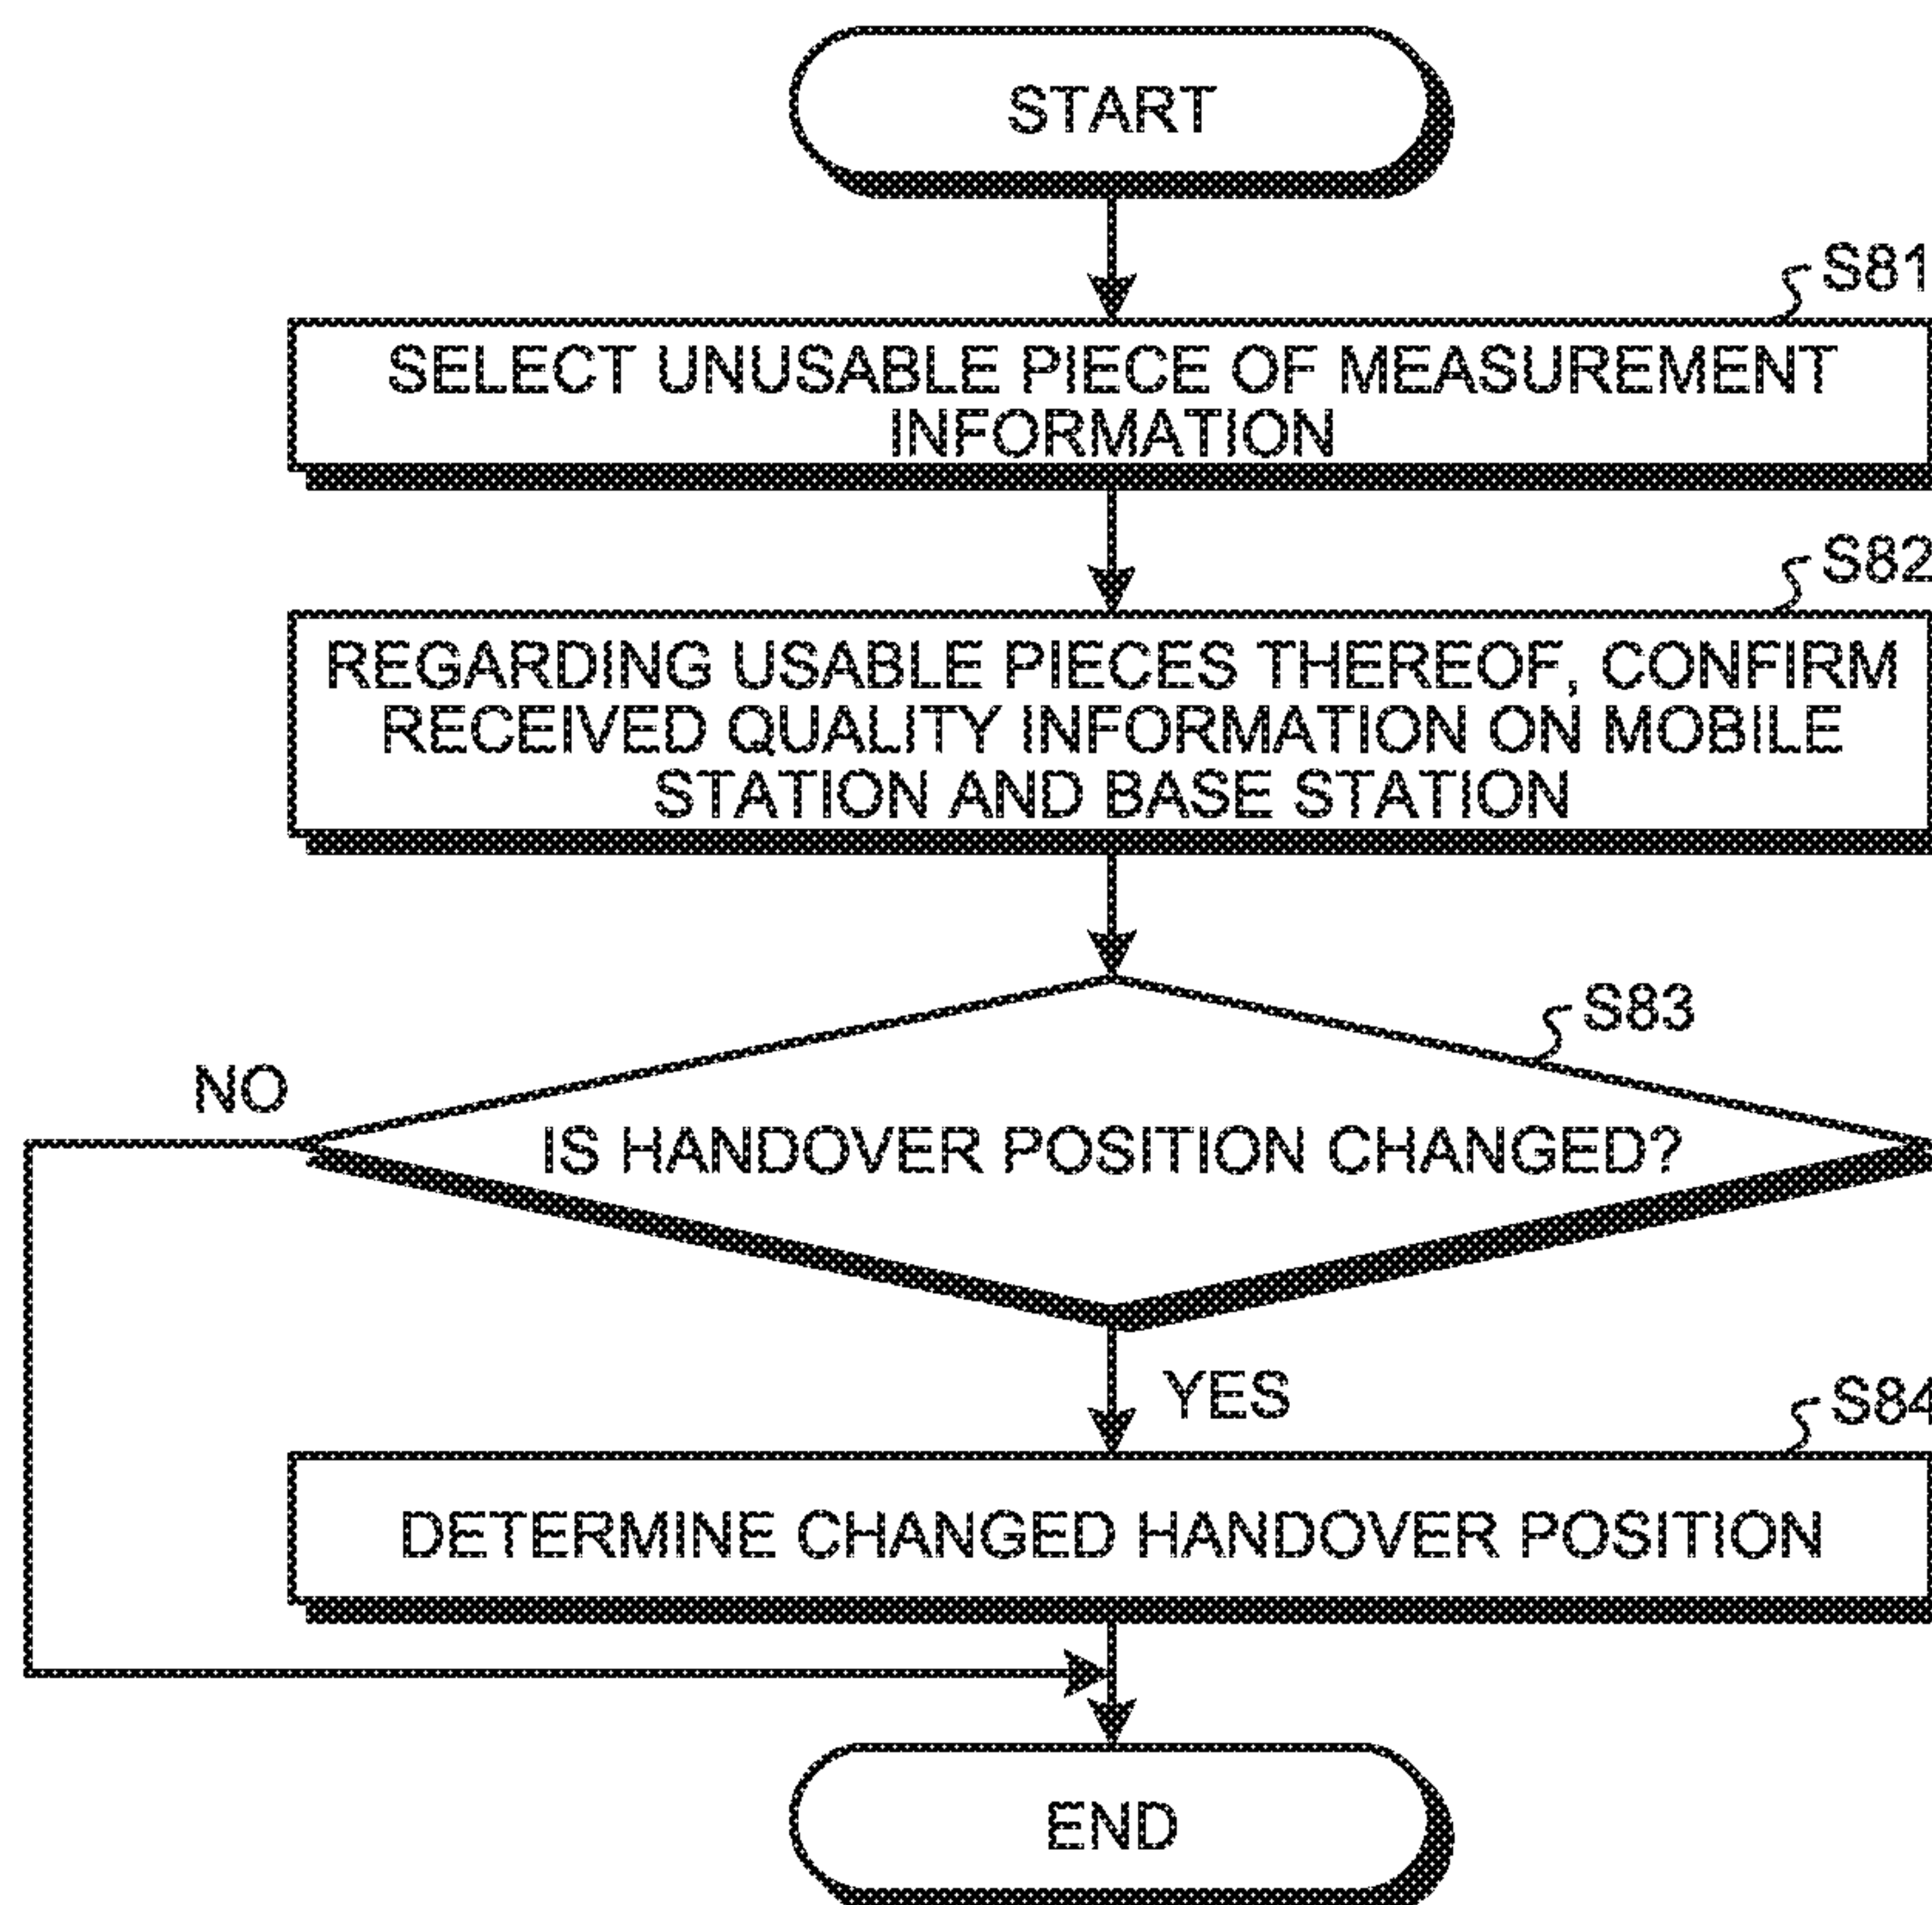 START
S81
SELECT UNUSABLE PIECE OF MEASUREMENT
INFORMATION
S82
REGARDING USABLE PIECES THEREOF, CONFIRM
RECEIVED QUALITY INFORMATION ON MOBILE
STATION AND BASE STATION
S83
NO
IS HANDOVER POSITION CHANGED?
YES
S84
DETERMINE CHANGED HANDOVER POSITION
END